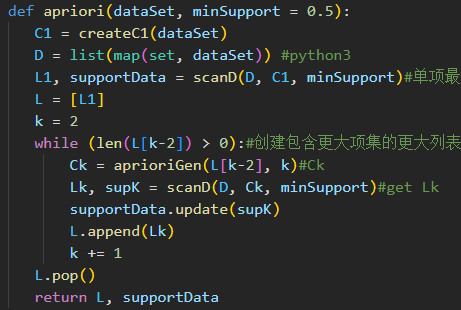 def apriori(dataSet, minSupport = 0.5):
    C1 = createC1(dataSet)
    D = list(map(set, dataSet)) #python3
    L1, supportData = scanD(D, C1, minSupport)#单项最
    L = [L1]
    k = 2
    while (len(L[k-2]) > 0):#创建包含更大项集的更大列表
        Ck = aprioriGen(L[k-2], k)#Ck
        Lk, supK = scanD(D, Ck, minSupport)#get Lk
        supportData.update(supK)
        L.append(Lk)
        k += 1
    L.pop()
    return L, supportData